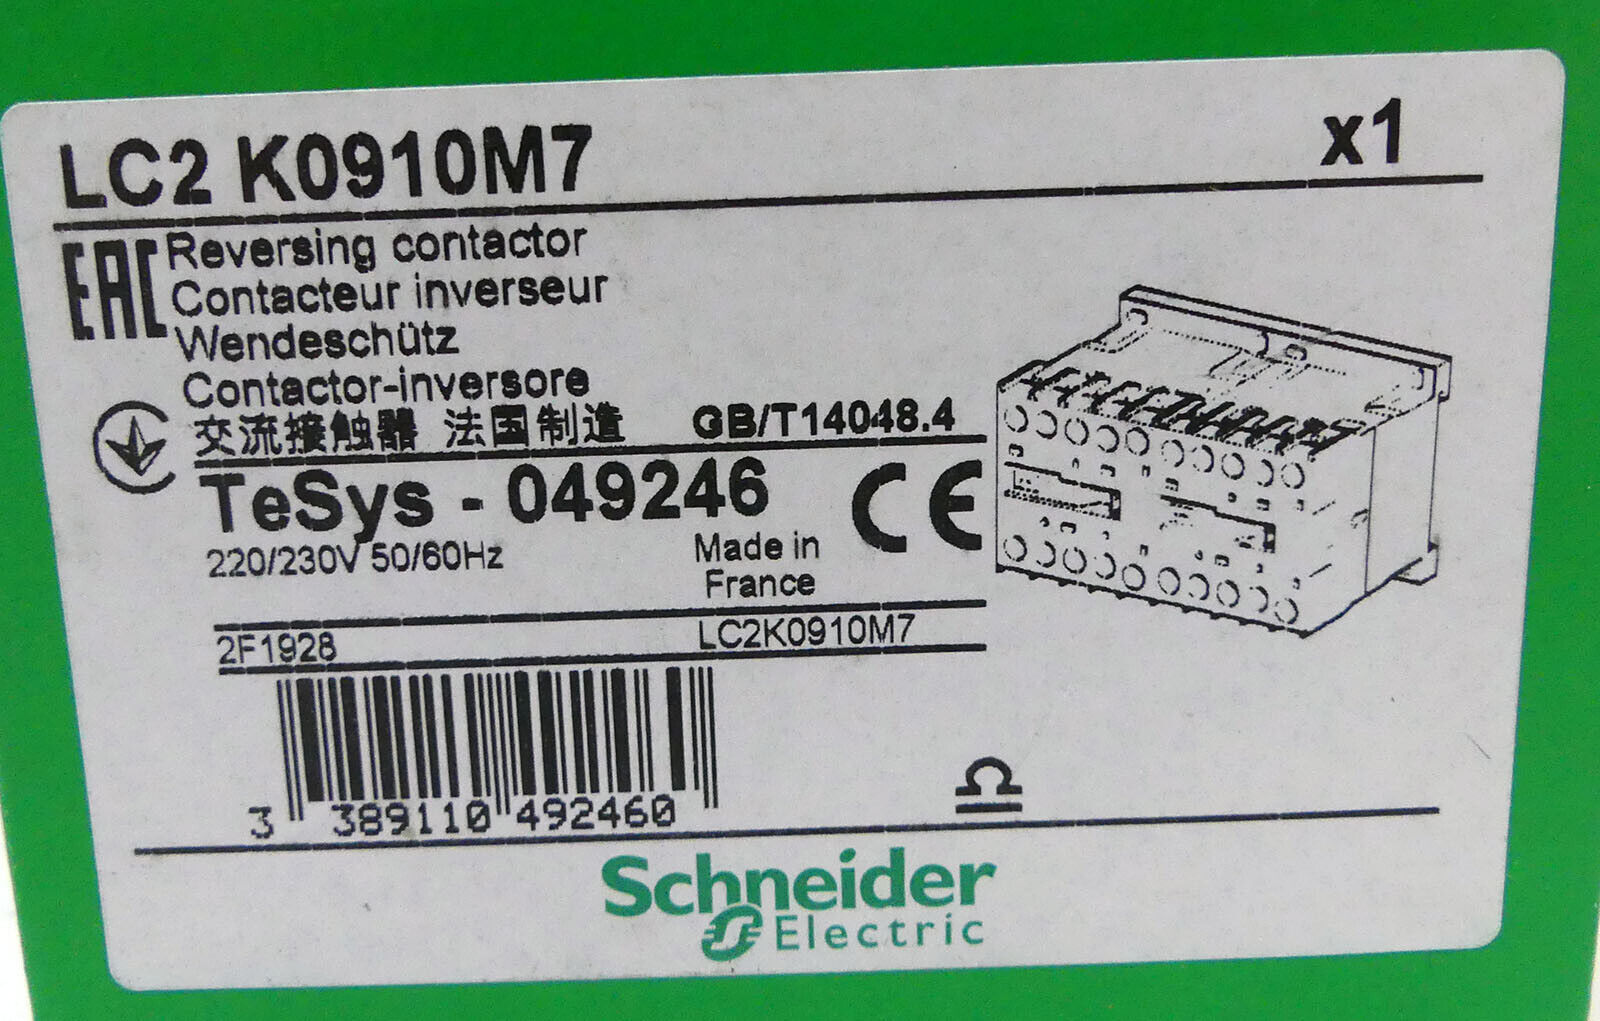 LC2 K0910M7 x1
EAC
Reversing contactor
Contacteur inverseur
Wendeschütz
Contactor-inversore
交流接触器 法国制造 GB/T14048.4
TeSys - 049246 CE
220/230V 50/60Hz
Made in
France
2F1928 LC2K0910M7
3 389110 492460
Schneider
Electric